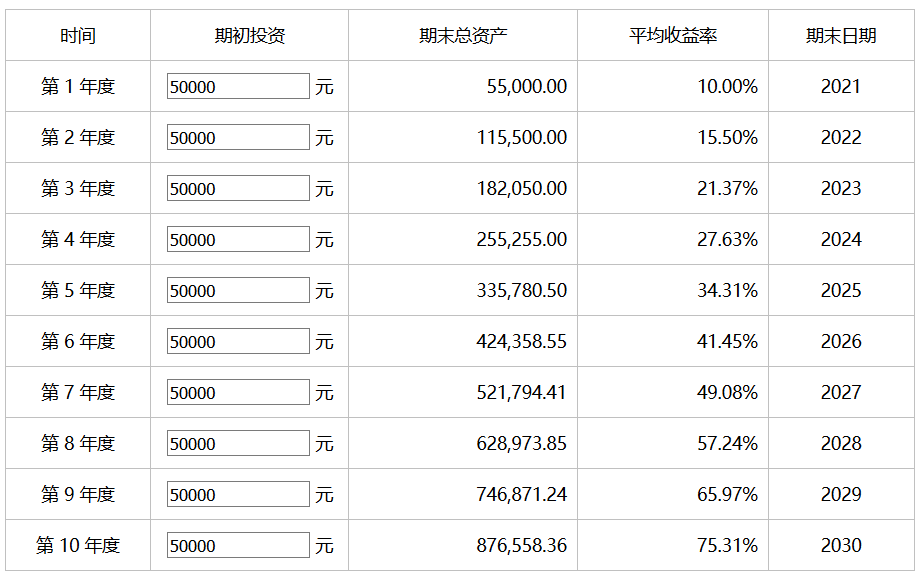 时间 期初投资 期末总资产 平均收益率 期末日期
第 1 年度 50000 元 55,000.00 10.00% 2021
第 2 年度 50000 元 115,500.00 15.50% 2022
第 3 年度 50000 元 182,050.00 21.37% 2023
第 4 年度 50000 元 255,255.00 27.63% 2024
第 5 年度 50000 元 335,780.50 34.31% 2025
第 6 年度 50000 元 424,358.55 41.45% 2026
第 7 年度 50000 元 521,794.41 49.08% 2027
第 8 年度 50000 元 628,973.85 57.24% 2028
第 9 年度 50000 元 746,871.24 65.97% 2029
第 10 年度 50000 元 876,558.36 75.31% 2030